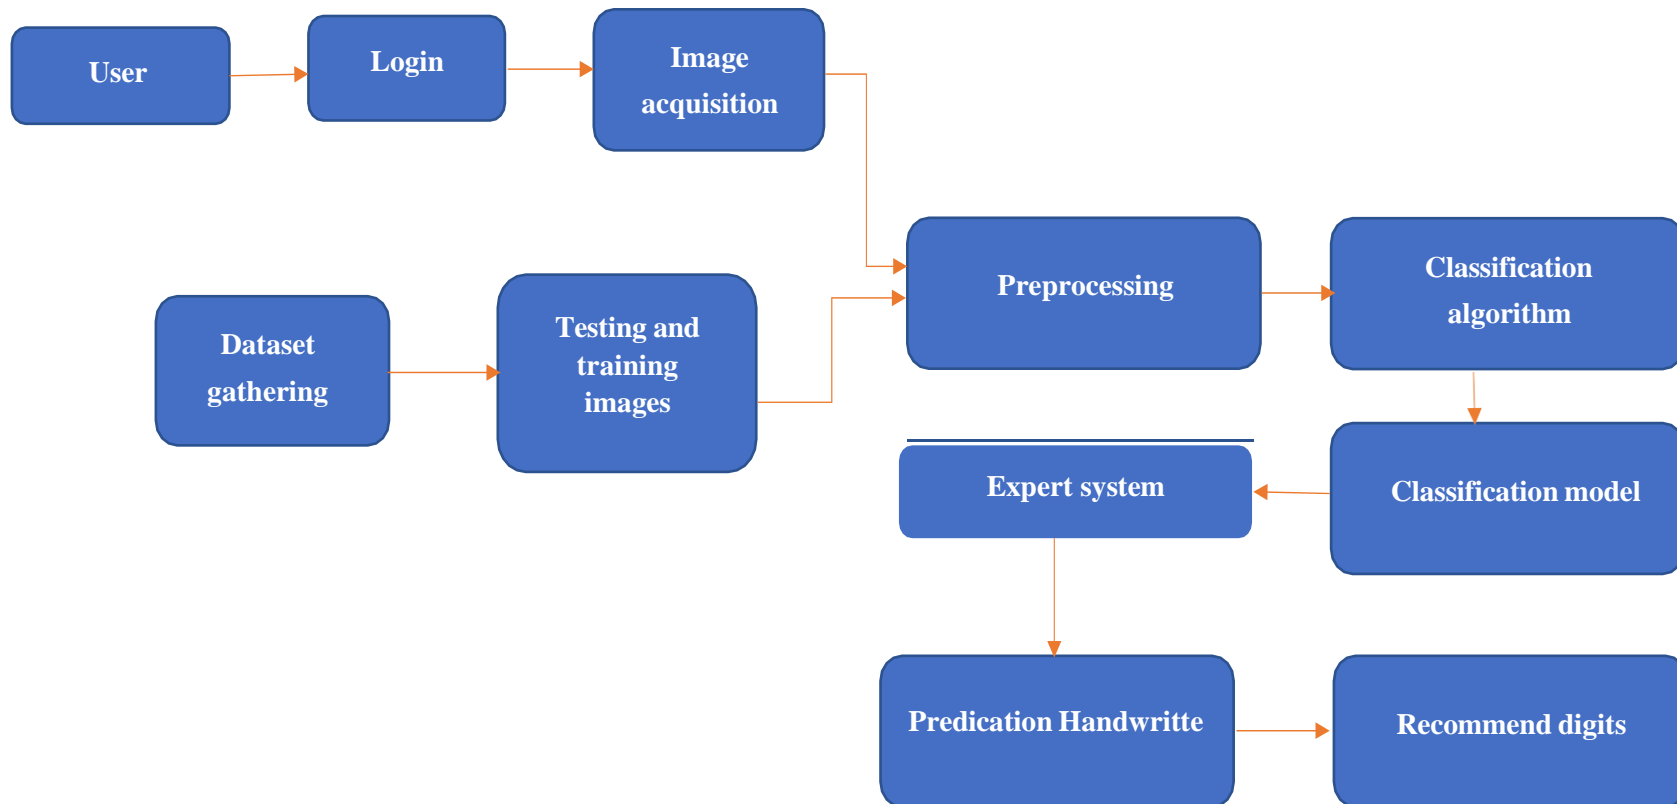 User
Login
Image
acquisition
Dataset
gathering
Testing and
training
images
Preprocessing
Classification
algorithm
Expert system
Classification model
Predication Handwritte
Recommend digits